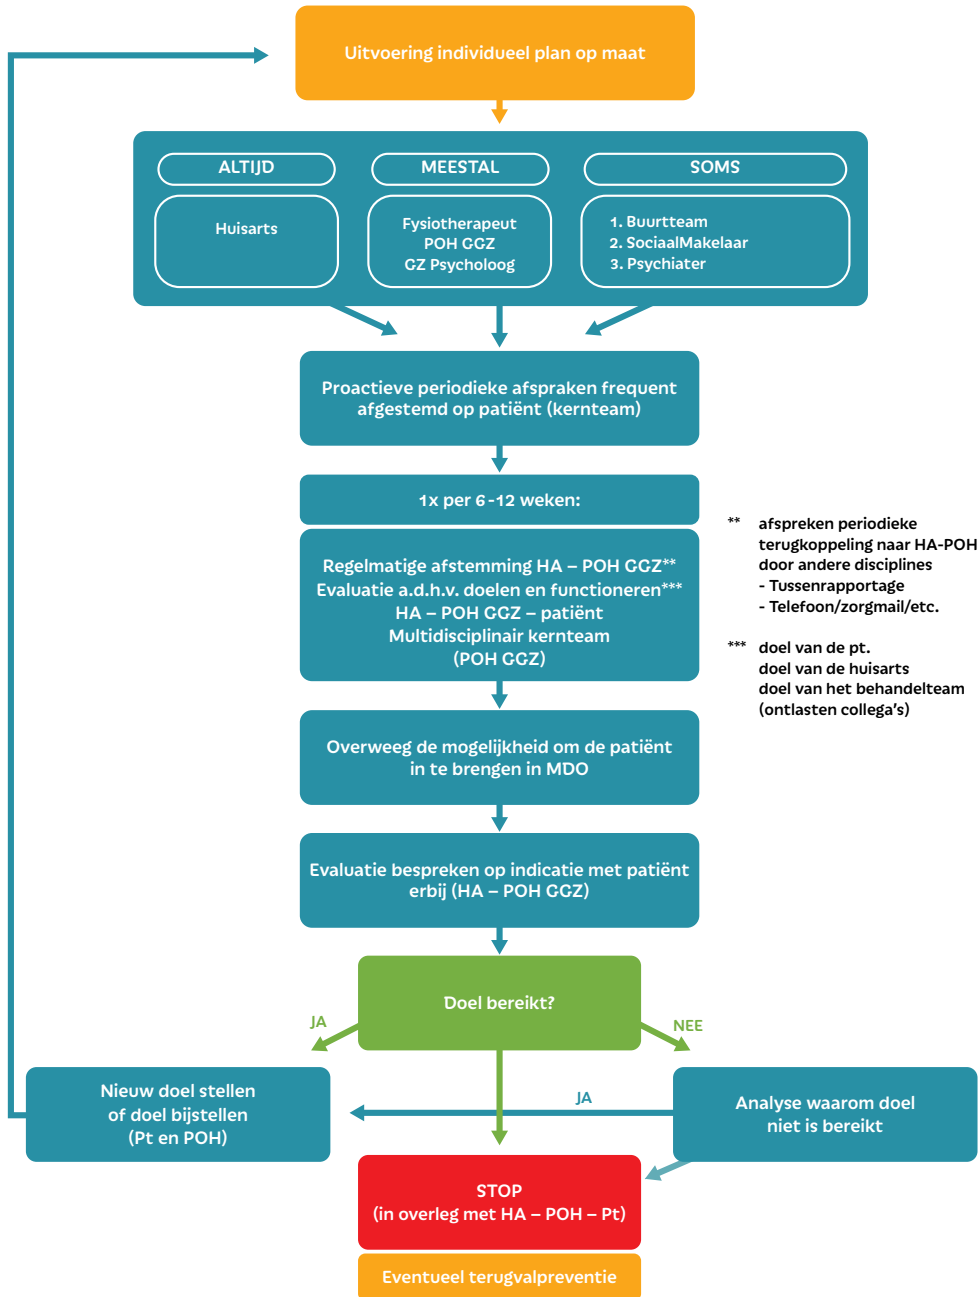 Uitvoering individueel plan op maat
ALTIJD
Huisarts
MEESTAL
Fysiotherapeut
POH GGZ
GZ Psycholoog
SOMS
1. Buurtteam
2. SociaalMakelaar
3. Psychiater
Proactieve periodieke afspraken frequent
afgestemd op patiënt (kernteam)
1x per 6-12 weken:
Regelmatige afstemming HA – POH GGZ**
Evaluatie a.d.h.v. doelen en functioneren***
HA – POH GGZ – patiënt
Multidisciplinair kernteam
(POH GGZ)
** afspreken periodieke
terugkoppeling naar HA-POH
door andere disciplines
- Tussenrapportage
- Telefoon/zorgmail/etc.
*** doel van de pt.
doel van de huisarts
doel van het behandelteam
(ontlasten collega's)
Overweeg de mogelijkheid om de patiënt
in te brengen in MDO
Evaluatie bespreken op indicatie met patiënt
erbij (HA – POH GGZ)
Doel bereikt?
JA
NEE
Nieuw doel stellen
of doel bijstellen
(Pt en POH)
JA
Analyse waarom doel
niet is bereikt
STOP
(in overleg met HA – POH – Pt)
Eventueel terugvalpreventie